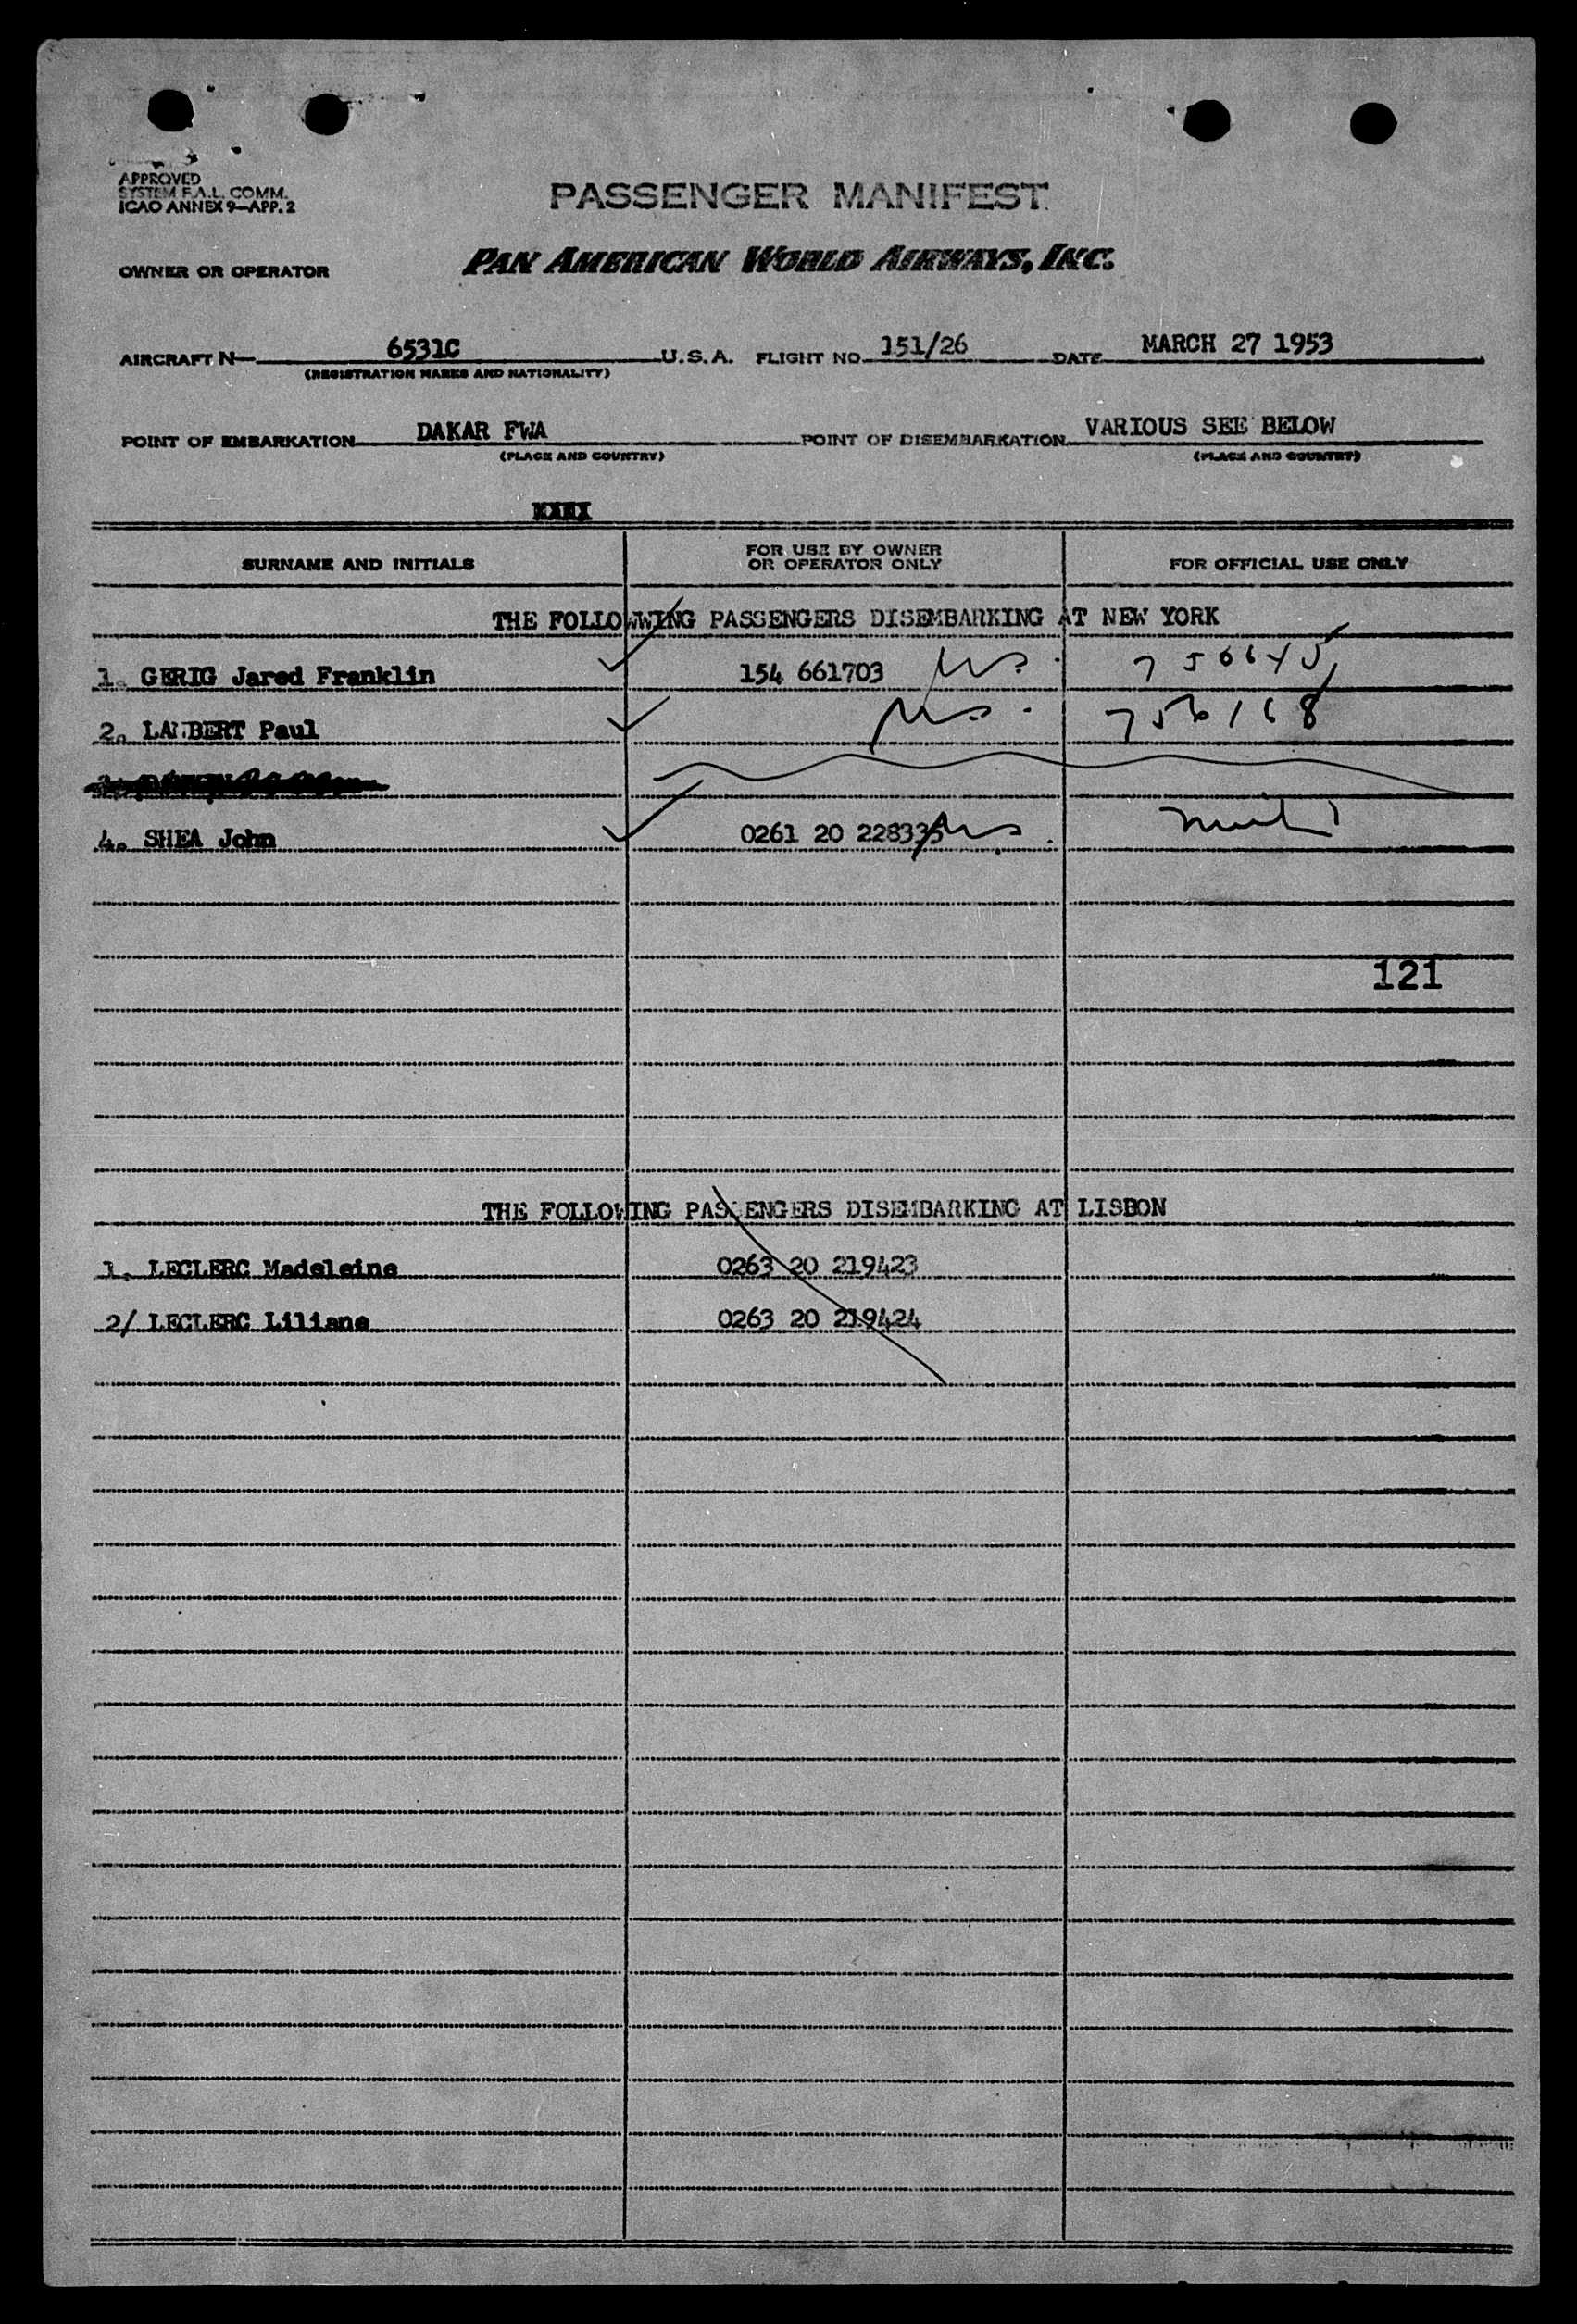 APPROVED
SYSTEM F.A.L. COMM.
ICAO ANNEX 9—APP. 2
PASSENGER MANIFEST
OWNER OR OPERATOR PAN AMERICAN WORLD AIRWAYS, INC.
AIRCRAFT N— 6531C U.S.A. FLIGHT NO. 151/26 DATE MARCH 27 1953
(REGISTRATION MARKS AND NATIONALITY)
POINT OF EMBARKATION DAKAR FWA POINT OF DISEMBARKATION VARIOUS SEE BELOW
(PLACE AND COUNTRY) (PLACE AND COUNTRY)
SURNAME AND INITIALS FOR USE BY OWNER OR OPERATOR ONLY FOR OFFICIAL USE ONLY
THE FOLLOWWING PASSENGERS DISEMBARKING AT NEW YORK
1. GERIG Jared Franklin 154 661703
2. LAMBERT Paul 756168
4. SHEA John 0261 20 228335
121
THE FOLLOWING PASSENGERS DISEMBARKING AT LISBON
1. LECLERC Madeleine 0263 20 219423
2/ LECLERC Liliane 0263 20 219424